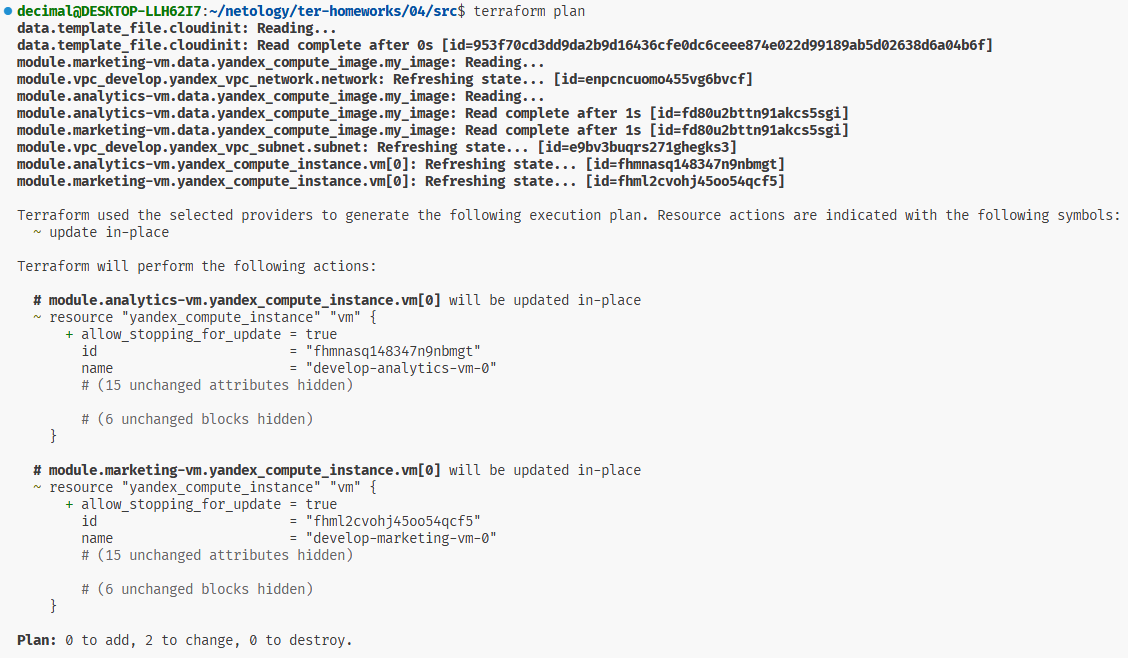 decimal@DESKTOP-LLH62I7:~/netology/ter-homeworks/04/src$ terraform plan
data.template_file.cloudinit: Reading...
data.template_file.cloudinit: Read complete after 0s [id=953f70cd3dd9da2b9d16436cfe0dc6ceee874e022d99189ab5d02638d6a04b6f]
module.marketing-vm.data.yandex_compute_image.my_image: Reading...
module.vpc_develop.yandex_vpc_network.network: Refreshing state... [id=enpcncuomo455vg6bvcf]
module.analytics-vm.data.yandex_compute_image.my_image: Reading...
module.analytics-vm.data.yandex_compute_image.my_image: Read complete after 1s [id=fd80u2bttn91akcs5sgi]
module.marketing-vm.data.yandex_compute_image.my_image: Read complete after 1s [id=fd80u2bttn91akcs5sgi]
module.vpc_develop.yandex_vpc_subnet.subnet: Refreshing state... [id=e9bv3buqrs271ghegks3]
module.analytics-vm.yandex_compute_instance.vm[0]: Refreshing state... [id=fhmnasq148347n9nbmgt]
module.marketing-vm.yandex_compute_instance.vm[0]: Refreshing state... [id=fhml2cvohj45oo54qcf5]

Terraform used the selected providers to generate the following execution plan. Resource actions are indicated with the following symbols:
  ~ update in-place

Terraform will perform the following actions:

  # module.analytics-vm.yandex_compute_instance.vm[0] will be updated in-place
  ~ resource "yandex_compute_instance" "vm" {
      + allow_stopping_for_update = true
        id                        = "fhmnasq148347n9nbmgt"
        name                      = "develop-analytics-vm-0"
        # (15 unchanged attributes hidden)

        # (6 unchanged blocks hidden)
    }

  # module.marketing-vm.yandex_compute_instance.vm[0] will be updated in-place
  ~ resource "yandex_compute_instance" "vm" {
      + allow_stopping_for_update = true
        id                        = "fhml2cvohj45oo54qcf5"
        name                      = "develop-marketing-vm-0"
        # (15 unchanged attributes hidden)

        # (6 unchanged blocks hidden)
    }

Plan: 0 to add, 2 to change, 0 to destroy.